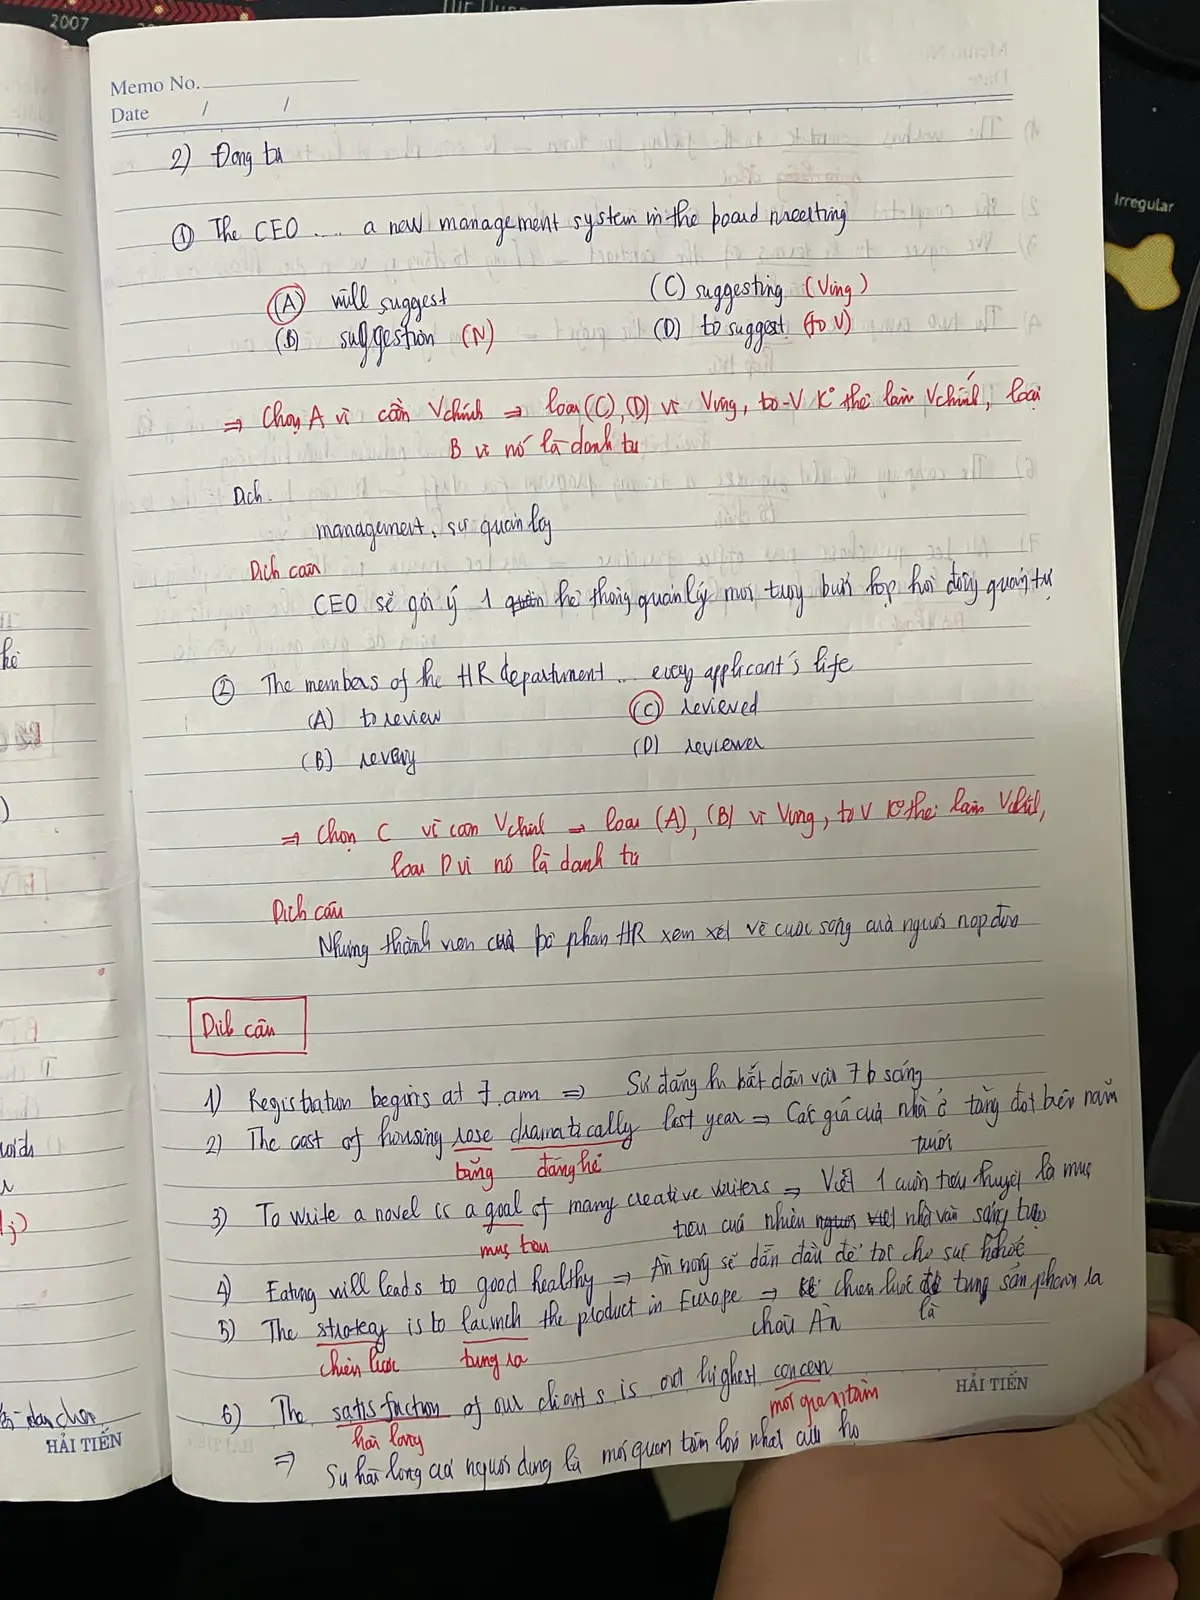 2007
Memo No.
Date / /
2) Đong từ
① The CEO .... a new management system in the board meeting
(A) will suggest (C) suggesting (Ving)
(B) suggestion (N) (D) to suggest (to V)
⇒ Chọn A vì cần Vchính ⇒ loại (C), (D) vì Ving, to-V K° thể làm Vchính, loại
B vì nó là danh từ
Dịch.
management: sự quản lý
Dịch câu
CEO sẽ gợi ý 1 hệ thống quản lý mới trong buổi họp hội đồng quản trị
② The members of the HR department ... every applicant's life
(A) to review (C) reviewed
(B) (D) reviewer
⇒ Chọn C vì cần Vchính ⇒ loại (A), (B) vì Ving, to V K° thể làm Vchính,
loại D vì nó là danh từ
Dịch câu
Những thành viên của bộ phận HR xem xét về cuộc sống của người nộp đơn
Dịch câu
1) Registration begins at 7 am ⇒ Sự đăng kí bắt đầu vào 7 h sáng
2) The cost of housing rose dramatically last year ⇒ Các giá của nhà ở tăng đột biến năm
trước
tăng đáng kể
3) To write a novel is a goal of many creative writers ⇒ Viết 1 cuốn tiểu thuyết là mục
tiêu của nhiều nhà văn sáng tạo
mục tiêu
4) Eating will leads to good healthy ⇒ Ăn uống sẽ dẫn đầu để tốt cho sức khỏe
5) The strategy is to launch the product in Europe ⇒ chiến lược tung sản phẩm ra
châu Âu là
chiến lược tung ra
6) The satisfaction of our clients is our highest concern
hài lòng mối quan tâm
⇒ Sự hài lòng của người dùng là mối quan tâm lớn nhất của họ
HẢI TIẾN
HẢI TIẾN
Irregular